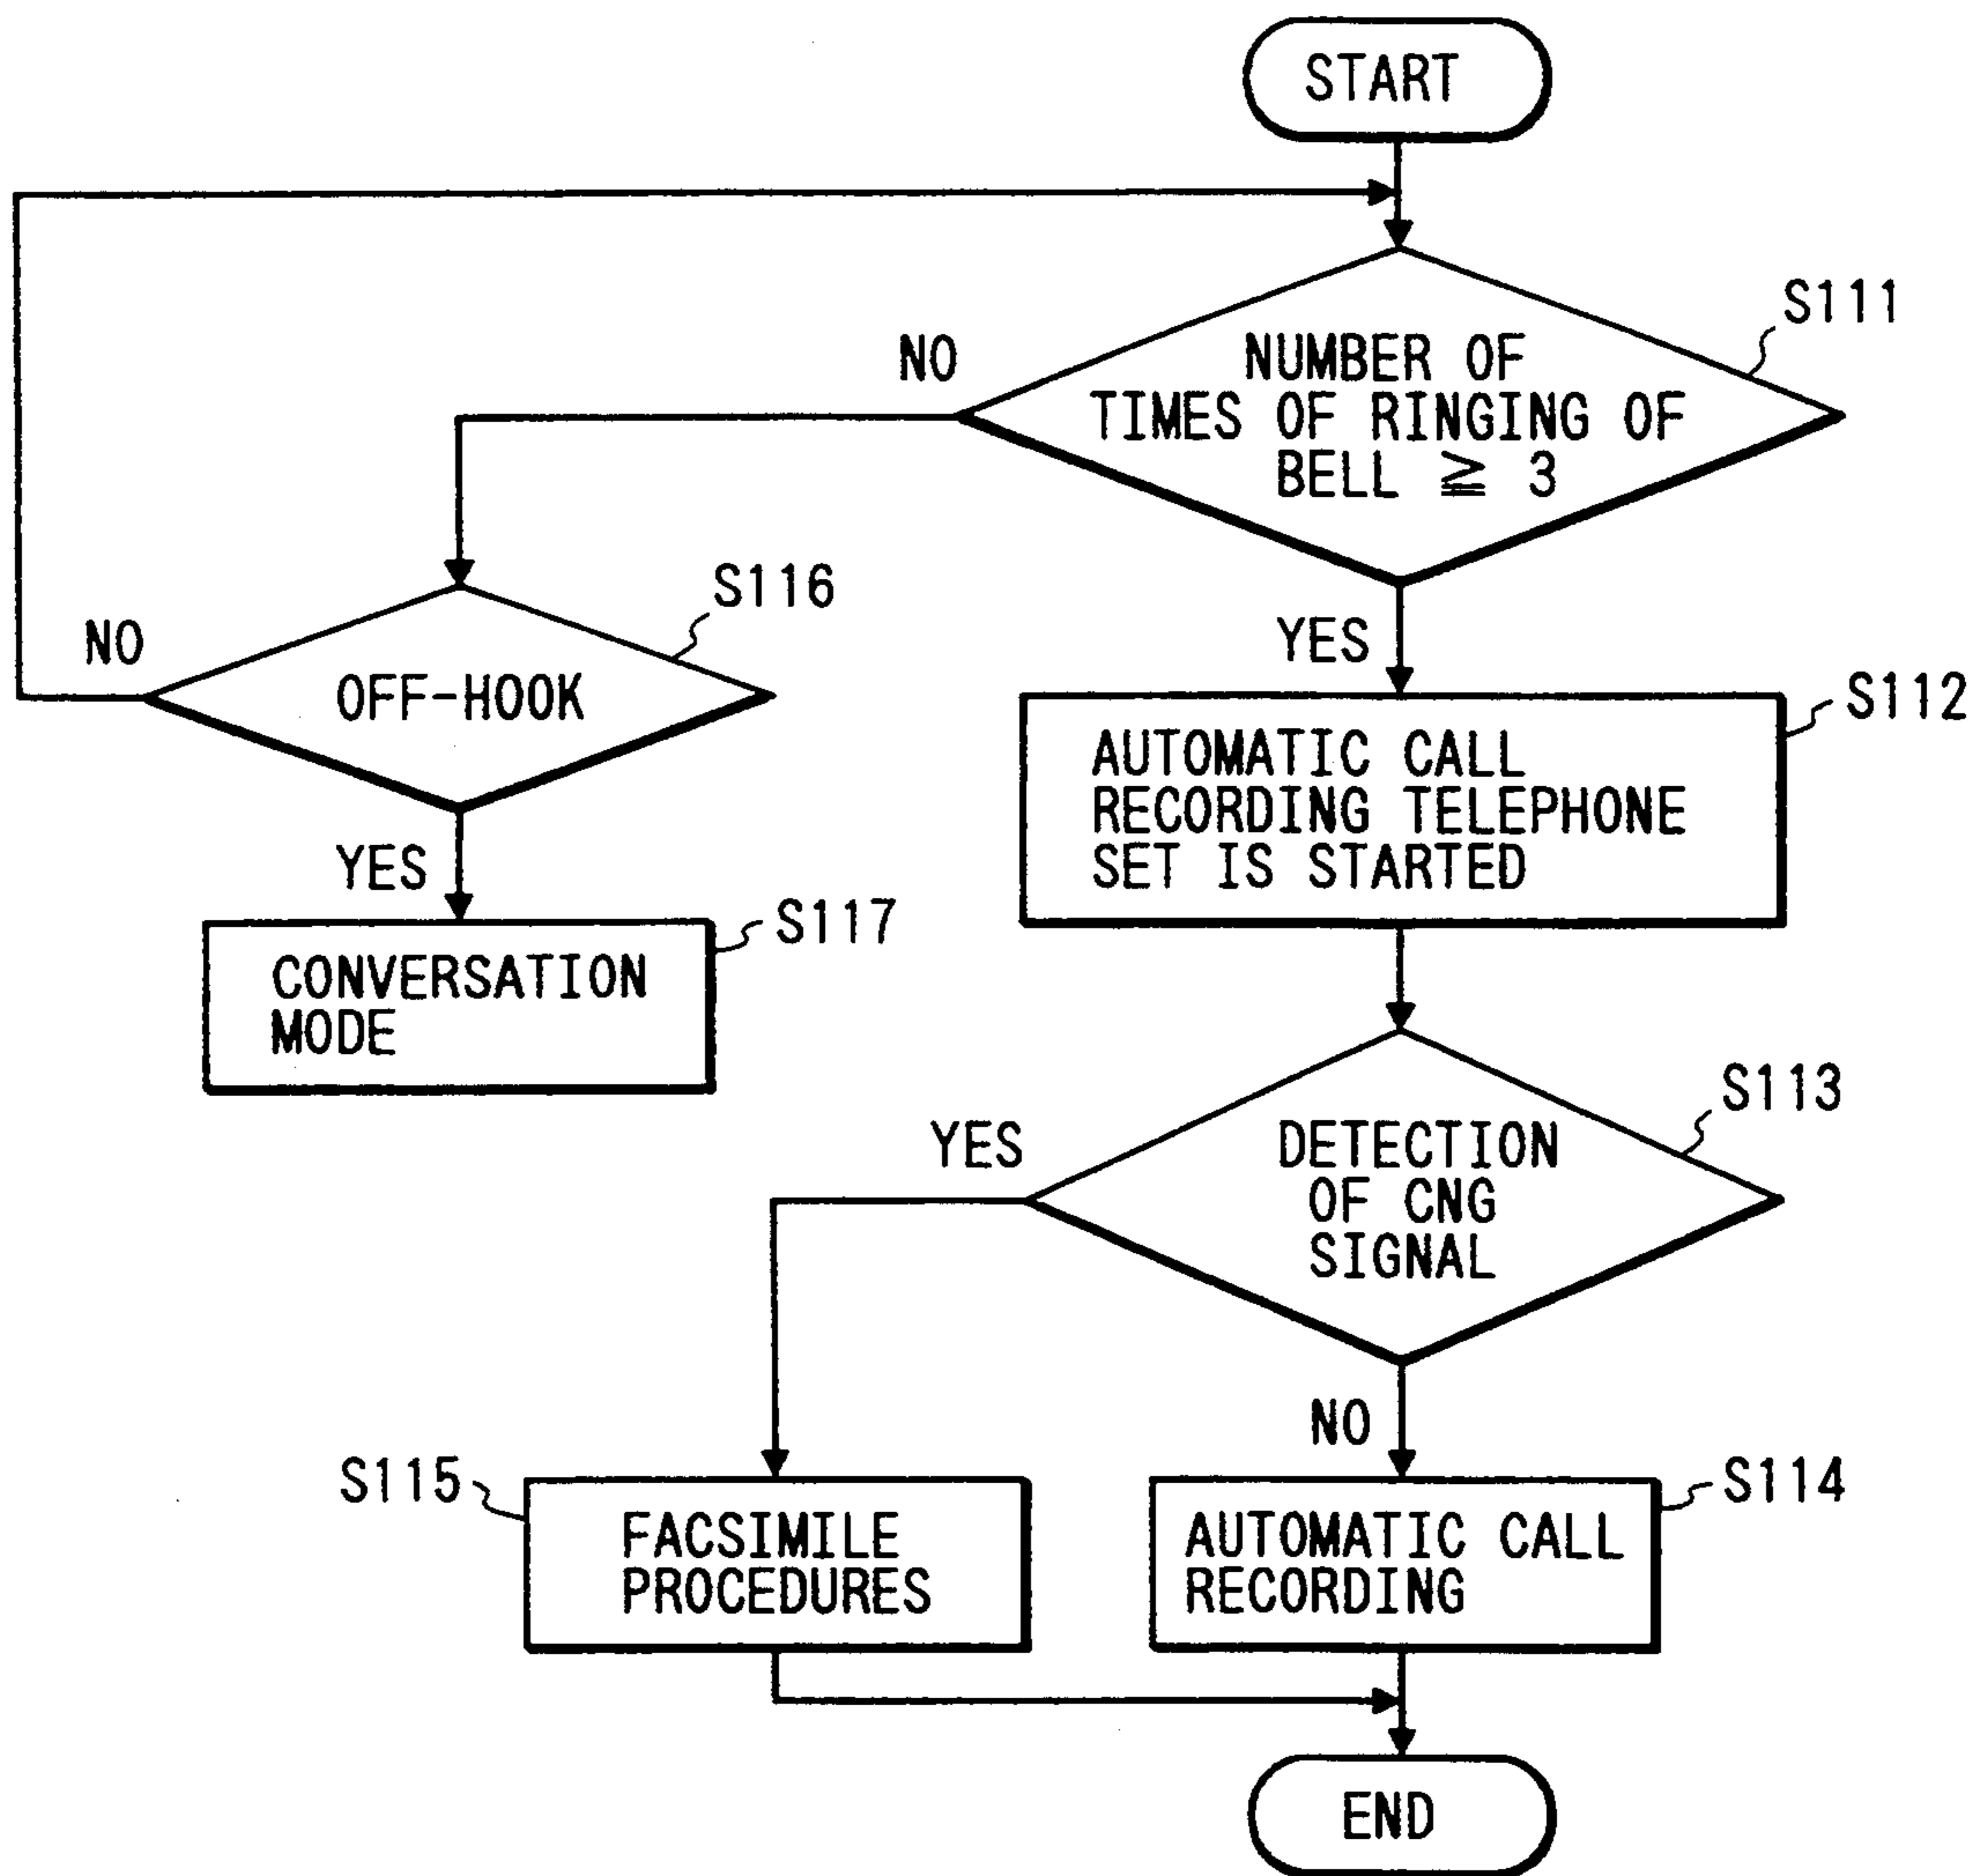 START
S111
NO
NUMBER OF
TIMES OF RINGING OF
BELL ≧ 3
S116
NO
YES
OFF-HOOK
S112
AUTOMATIC CALL
RECORDING TELEPHONE
SET IS STARTED
YES
S117
CONVERSATION
MODE
S113
YES
DETECTION
OF CNG
SIGNAL
NO
S115
S114
FACSIMILE
PROCEDURES
AUTOMATIC CALL
RECORDING
END